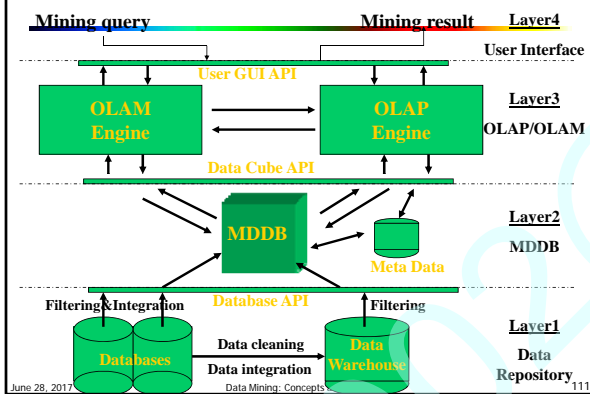 Mining query
Mining result
Layer4
User Interface
User GUI API
OLAM
Engine
OLAP
Engine
Layer3
OLAP/OLAM
Data Cube API
MDDB
Meta Data
Layer2
MDDB
Filtering&Integration
Database API
Filtering
Databases
Data cleaning
Data integration
Data
Warehouse
Layer1
Data
Repository
June 28, 2017
Data Mining: Concepts
111